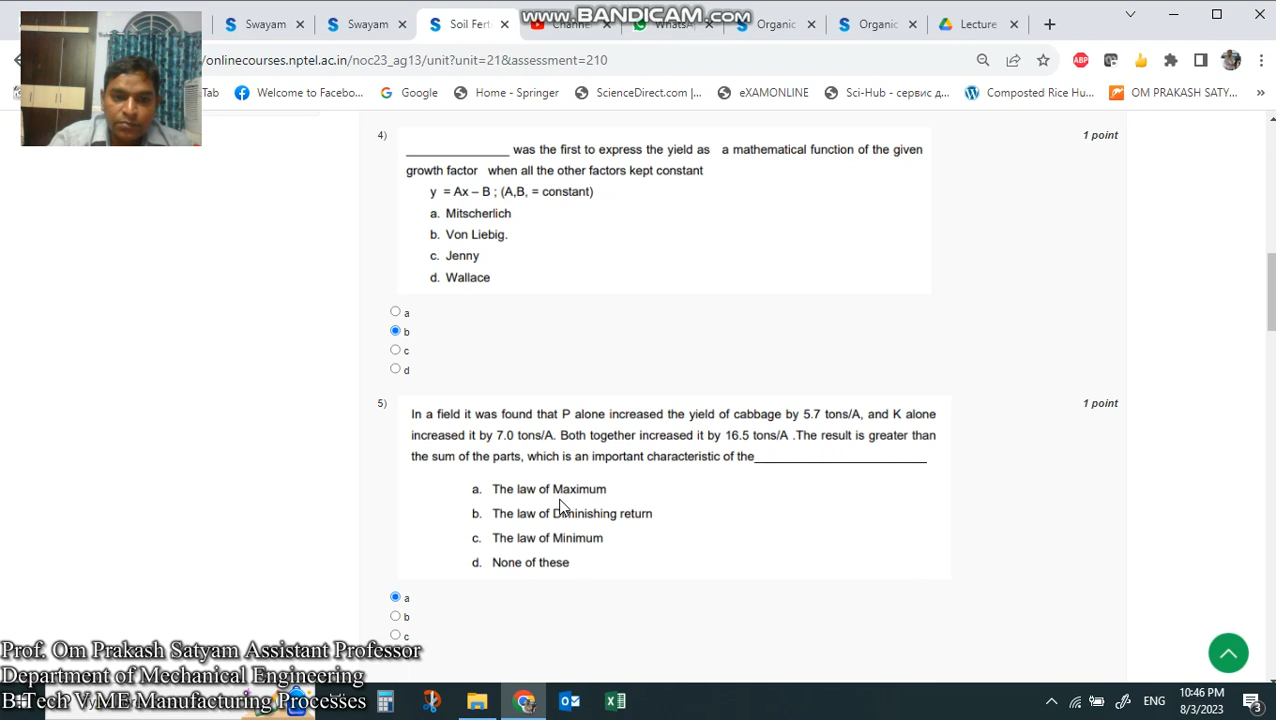 www.BANDICAM.com
Swayam
Swayam
Soil Fert
Channe
WhatsA
Organic
Organic
Lecture
/onlinecourses.nptel.ac.in/noc23_ag13/unit?unit=21&assessment=210
Tab
Welcome to Facebo...
Google
Home - Springer
ScienceDirect.com |...
eXAMONLINE
Sci-Hub - сервис д...
Composted Rice Hu...
OM PRAKASH SATY...
4)
1 point
was the first to express the yield as a mathematical function of the given
growth factor when all the other factors kept constant
y = Ax – B ; (A,B, = constant)
a. Mitscherlich
b. Von Liebig.
c. Jenny
d. Wallace
a
b
c
d
5)
1 point
In a field it was found that P alone increased the yield of cabbage by 5.7 tons/A, and K alone
increased it by 7.0 tons/A. Both together increased it by 16.5 tons/A .The result is greater than
the sum of the parts, which is an important characteristic of the
a. The law of Maximum
b. The law of Diminishing return
c. The law of Minimum
d. None of these
a
b
c
Prof. Om Prakash Satyam Assistant Professor
Department of Mechanical Engineering
B.Tech V ME Manufacturing Processes
ENG
10:46 PM
8/3/2023
3